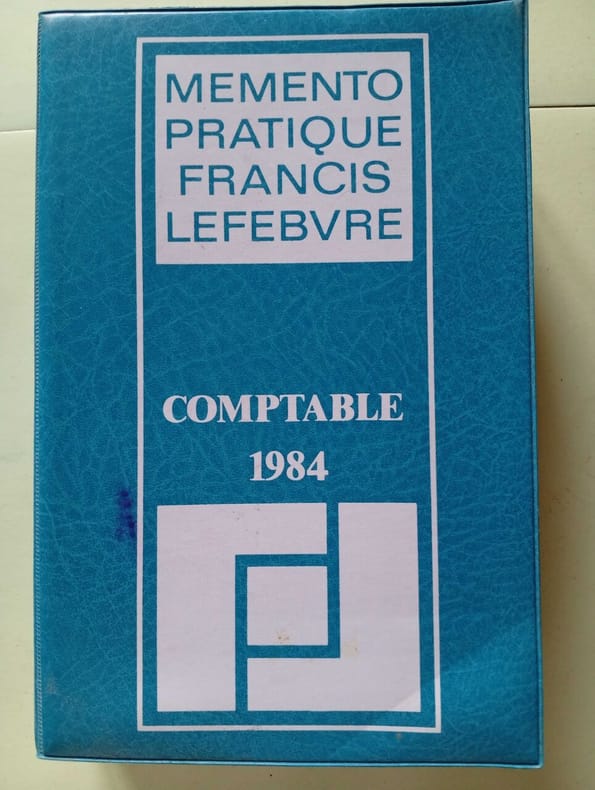 MEMENTO
PRATIQUE
FRANCIS
LEFEBVRE
COMPTABLE
1984